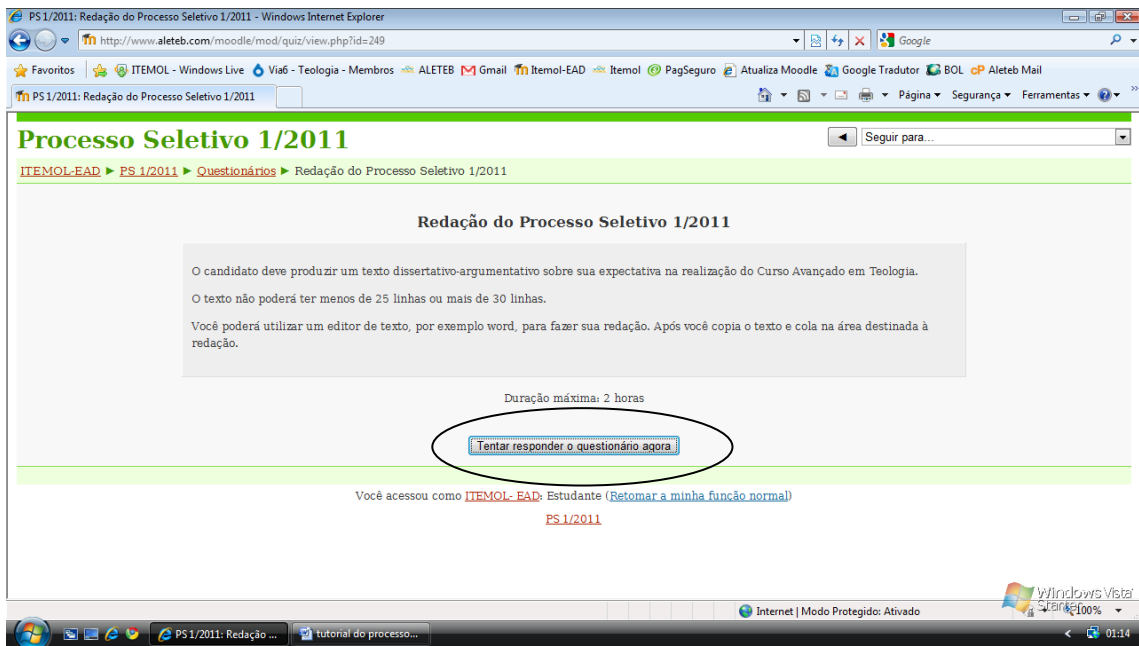 PS 1/2011: Redação do Processo Seletivo 1/2011 - Windows Internet Explorer
http://www.aleteb.com/moodle/mod/quiz/view.php?id=249
Google
Favoritos ITEMOL - Windows Live Via6 - Teologia - Membros ALETEB Gmail Itemol-EAD Itemol PagSeguro Atualiza Moodle Google Tradutor BOL cP Aleteb Mail
PS 1/2011: Redação do Processo Seletivo 1/2011
Página Segurança Ferramentas
Processo Seletivo 1/2011
Seguir para...
ITEMOL-EAD ► PS 1/2011 ► Questionários ► Redação do Processo Seletivo 1/2011
Redação do Processo Seletivo 1/2011
O candidato deve produzir um texto dissertativo-argumentativo sobre sua expectativa na realização do Curso Avançado em Teologia.
O texto não poderá ter menos de 25 linhas ou mais de 30 linhas.
Você poderá utilizar um editor de texto, por exemplo word, para fazer sua redação. Após você copia o texto e cola na área destinada à
redação.
Duração máxima: 2 horas
Tentar responder o questionário agora
Você acessou como ITEMOL- EAD: Estudante (Retomar a minha função normal)
PS 1/2011
Windows Vista
Starter
Internet | Modo Protegido: Ativado
100%
PS 1/2011: Redação ...
tutorial do processo...
01:14